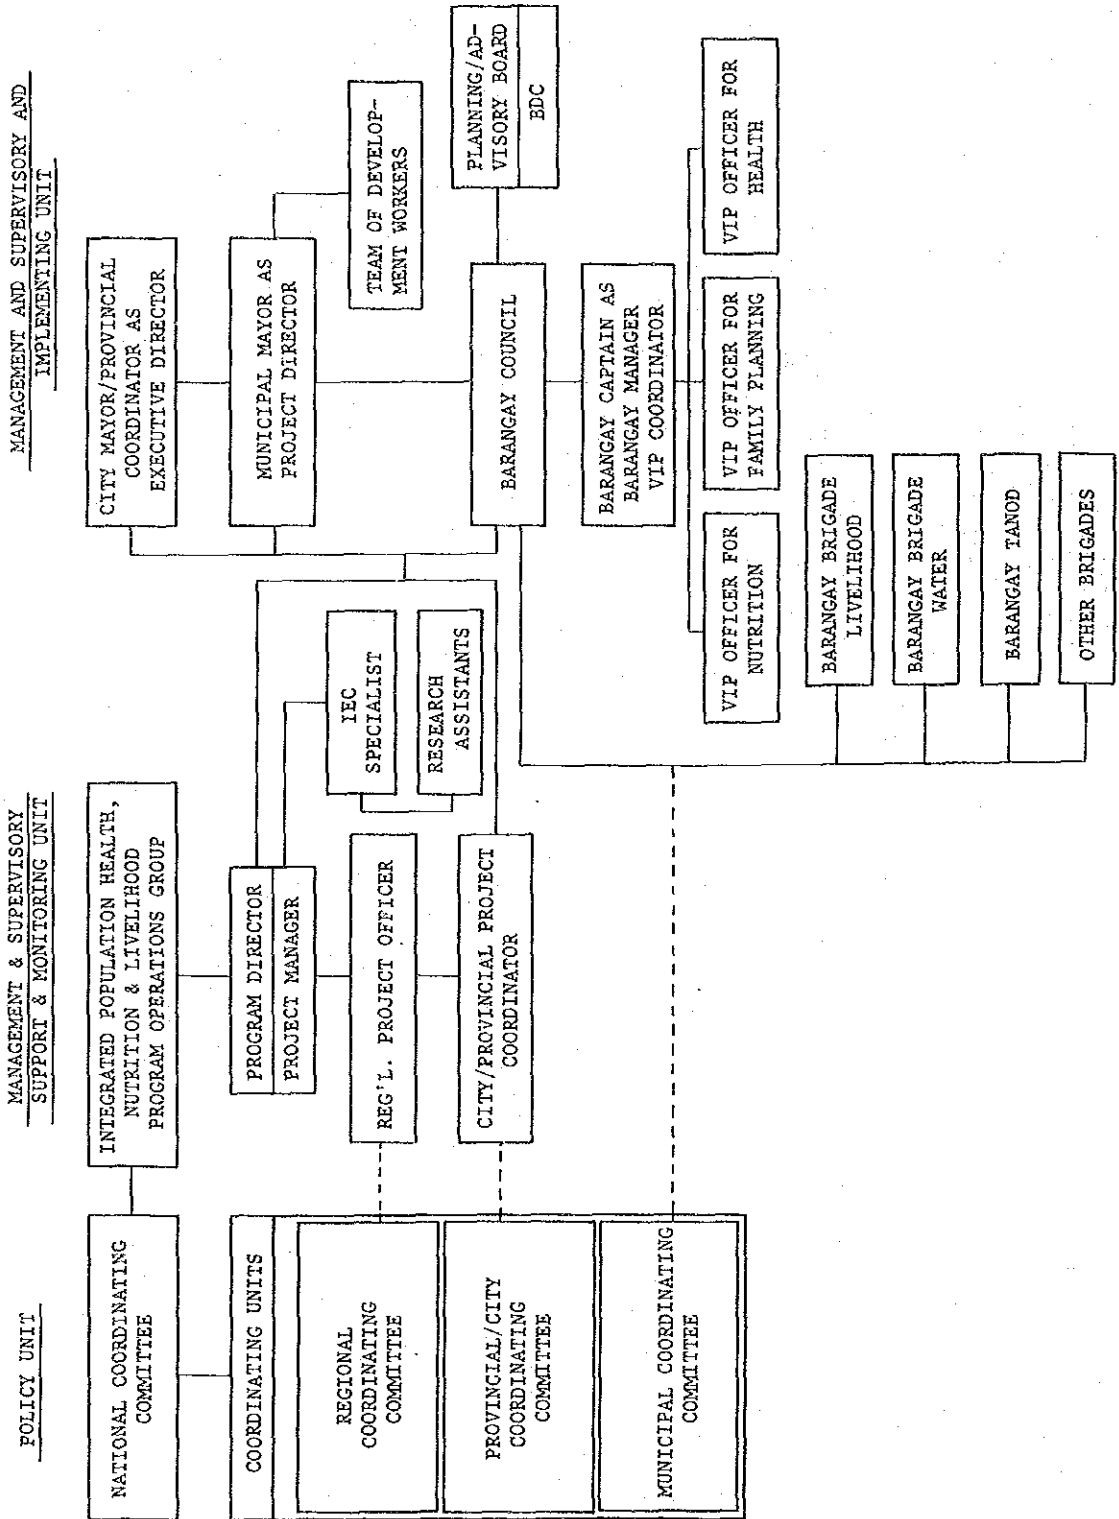 POLICY UNIT
NATIONAL COORDINATING
COMMITTEE
COORDINATING UNITS
REGIONAL
COORDINATING
COMMITTEE
PROVINCIAL/CITY
COORDINATING
COMMITTEE
MUNICIPAL COORDINATING
COMMITTEE
MANAGEMENT & SUPERVISORY
SUPPORT & MONITORING UNIT
INTEGRATED POPULATION HEALTH,
NUTRITION & LIVELIHOOD
PROGRAM OPERATIONS GROUP
PROGRAM DIRECTOR
PROJECT MANAGER
IEC
SPECIALIST
RESEARCH
ASSISTANTS
REG'L. PROJECT OFFICER
CITY/PROVINCIAL PROJECT
COORDINATOR
MANAGEMENT AND SUPERVISORY AND
IMPLEMENTING UNIT
CITY MAYOR/PROVINCIAL
COORDINATOR AS
EXECUTIVE DIRECTOR
MUNICIPAL MAYOR AS
PROJECT DIRECTOR
TEAM OF DEVELOP-
MENT WORKERS
BARANGAY COUNCIL
PLANNING/AD-
VISORY BOARD
BDC
BARANGAY CAPTAIN AS
BARANGAY MANAGER
VIP COORDINATOR
VIP OFFICER FOR
NUTRITION
VIP OFFICER FOR
FAMILY PLANNING
VIP OFFICER FOR
HEALTH
BARANGAY BRIGADE
LIVELIHOOD
BARANGAY BRIGADE
WATER
BARANGAY TANOD
OTHER BRIGADES